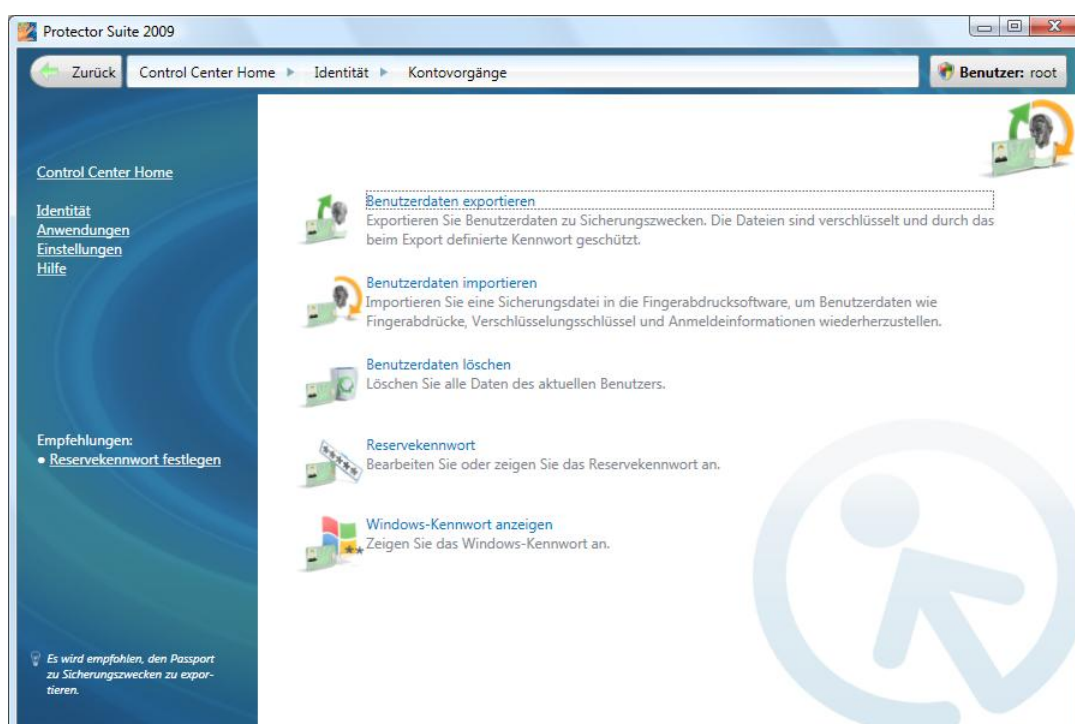 Protector Suite 2009
Zurück
Control Center Home
Identität
Kontovorgänge
Benutzer: root
Control Center Home
Identität
Anwendungen
Einstellungen
Hilfe
Empfehlungen:
Reservekennwort festlegen
Es wird empfohlen, den Passport
zu Sicherungszwecken zu expor-
tieren.
Benutzerdaten exportieren
Exportieren Sie Benutzerdaten zu Sicherungszwecken. Die Dateien sind verschlüsselt und durch das
beim Export definierte Kennwort geschützt.
Benutzerdaten importieren
Importieren Sie eine Sicherungsdatei in die Fingerabdrucksoftware, um Benutzerdaten wie
Fingerabdrücke, Verschlüsselungsschlüssel und Anmeldeinformationen wiederherzustellen.
Benutzerdaten löschen
Löschen Sie alle Daten des aktuellen Benutzers.
Reservekennwort
Bearbeiten Sie oder zeigen Sie das Reservekennwort an.
Windows-Kennwort anzeigen
Zeigen Sie das Windows-Kennwort an.